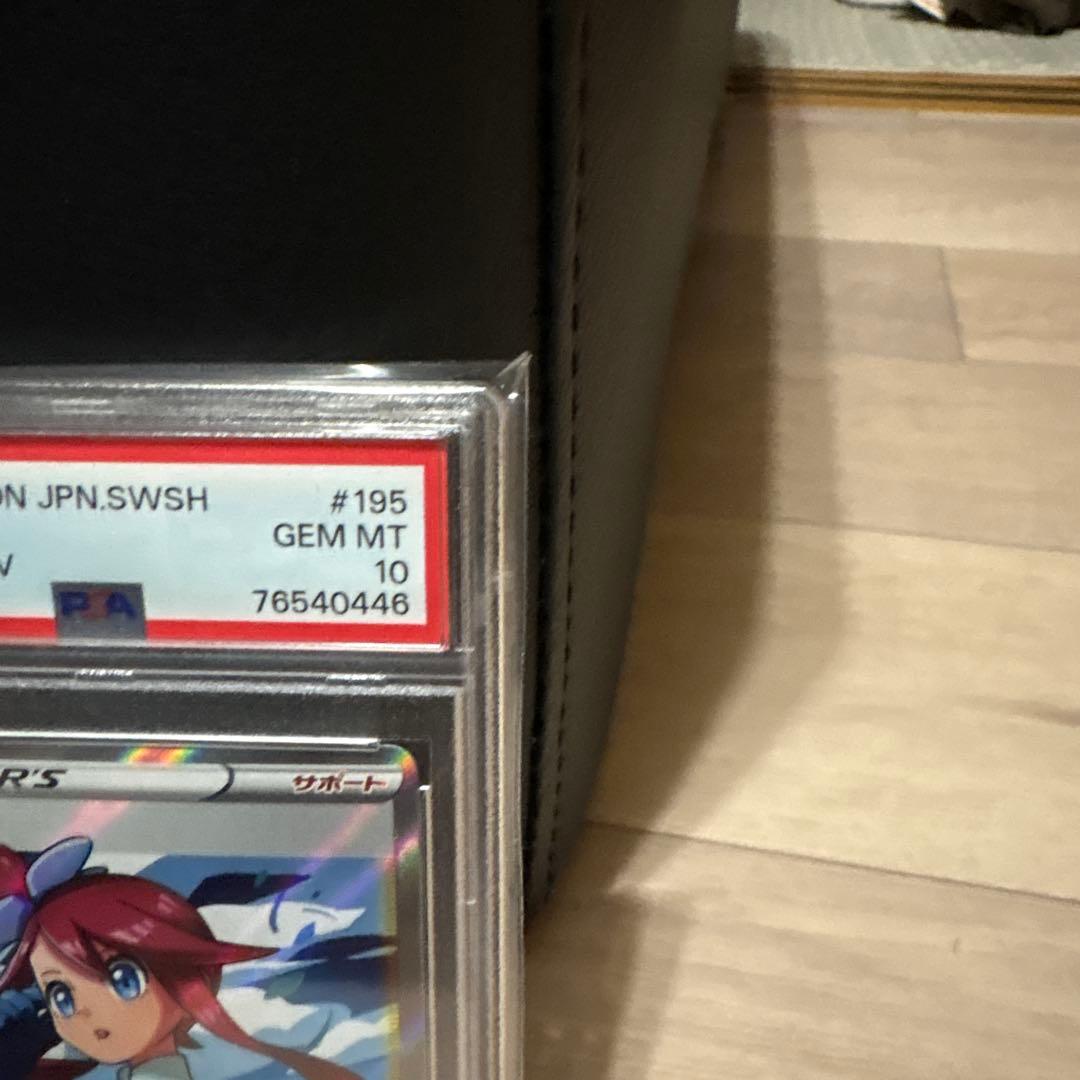 ON JPN.SWSH #195
GEM MT
10
PSA 76540446
R'S サポート